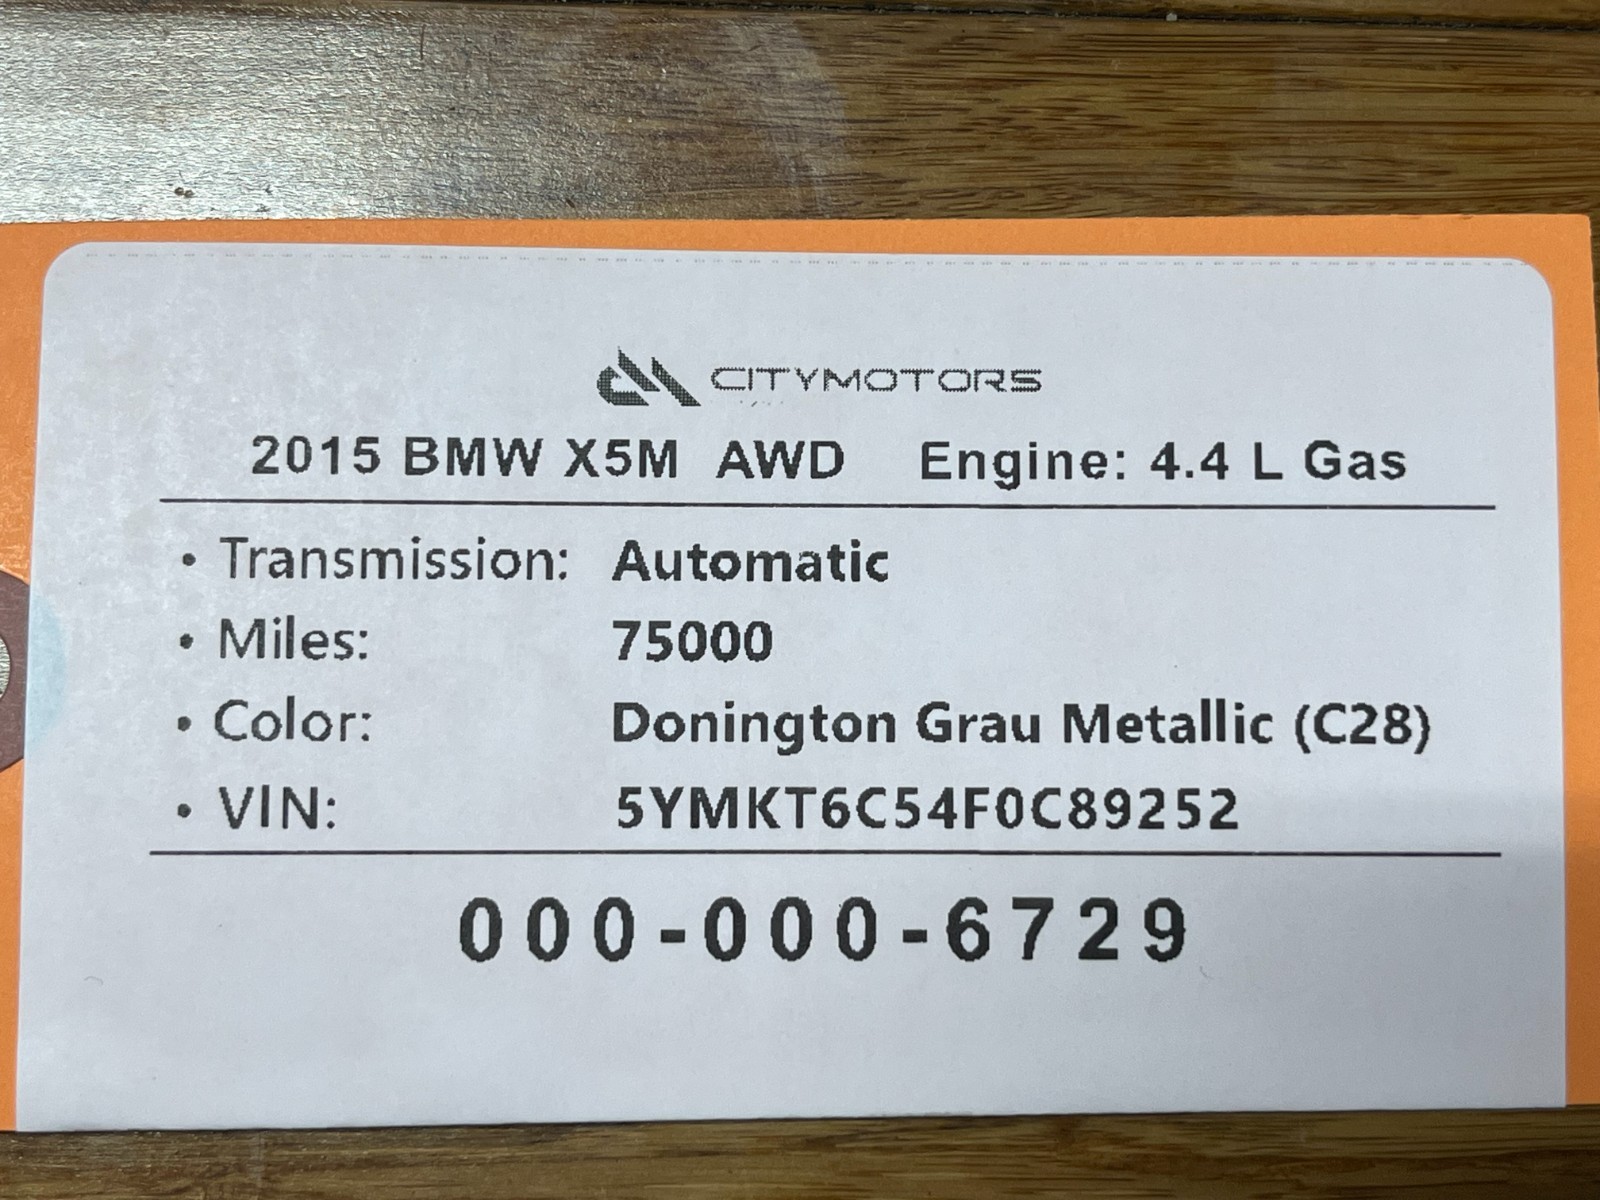 CITYMOTORS
2015 BMW X5M AWD Engine: 4.4 L Gas
• Transmission: Automatic
• Miles: 75000
• Color: Donington Grau Metallic (C28)
• VIN: 5YMKT6C54F0C89252
000-000-6729